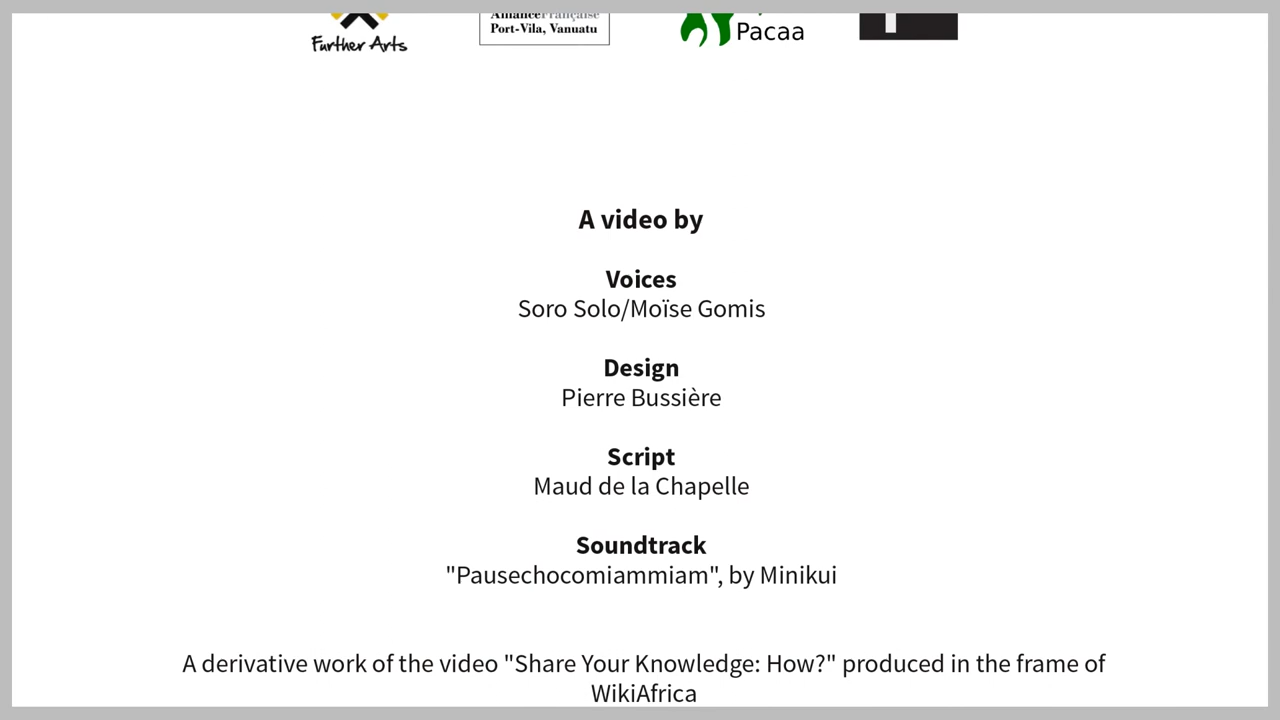 Further Arts
AllianceFrançaise
Port-Vila, Vanuatu
Pacaa
A video by
Voices
Soro Solo/Moïse Gomis
Design
Pierre Bussière
Script
Maud de la Chapelle
Soundtrack
"Pausechocomiammiam", by Minikui
A derivative work of the video "Share Your Knowledge: How?" produced in the frame of
WikiAfrica